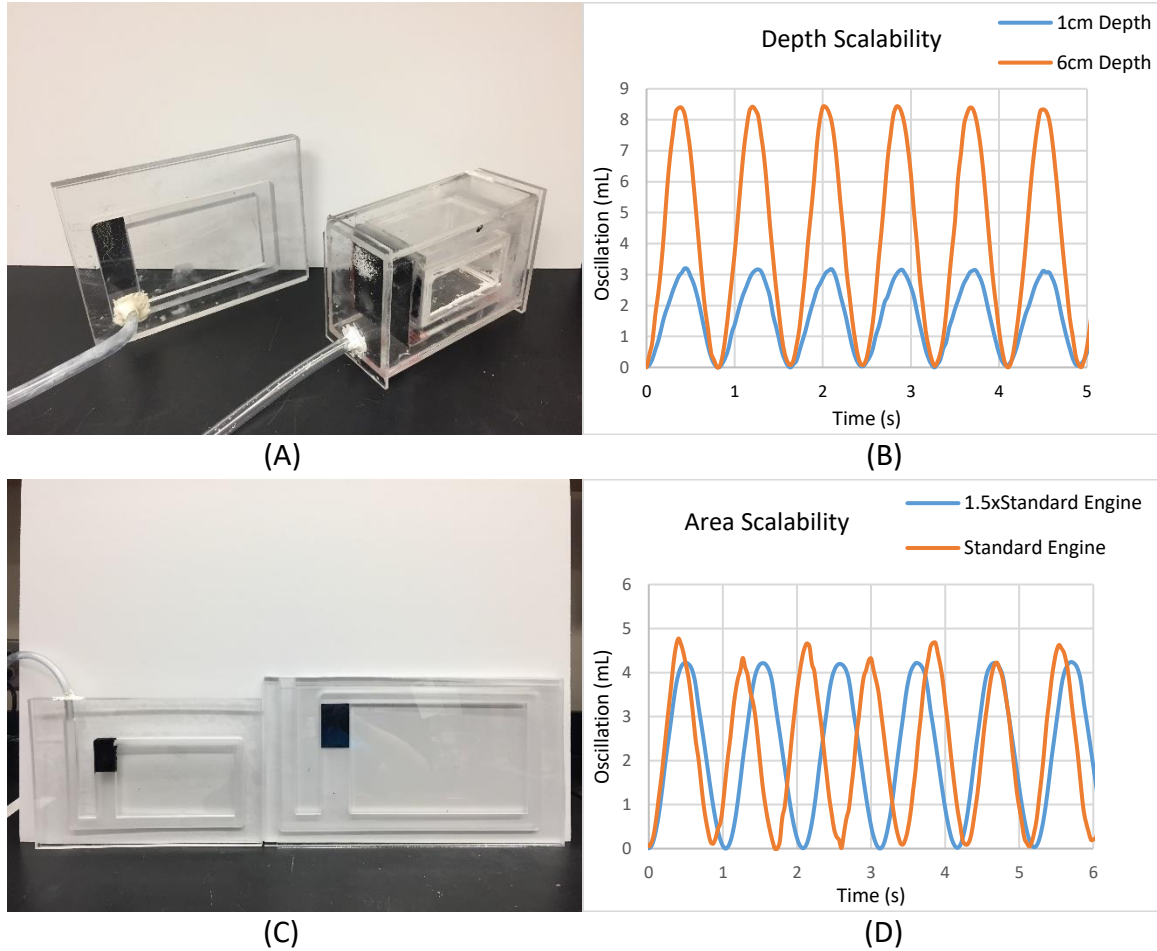 Depth Scalability
1cm Depth
6cm Depth
Oscillation (mL)
9
8
7
6
5
4
3
2
1
0
0 1 2 3 4 5
Time (s)
(A)
(B)
Area Scalability
1.5xStandard Engine
Standard Engine
Oscillation (mL)
6
5
4
3
2
1
0
0 1 2 3 4 5 6
Time (s)
(C)
(D)